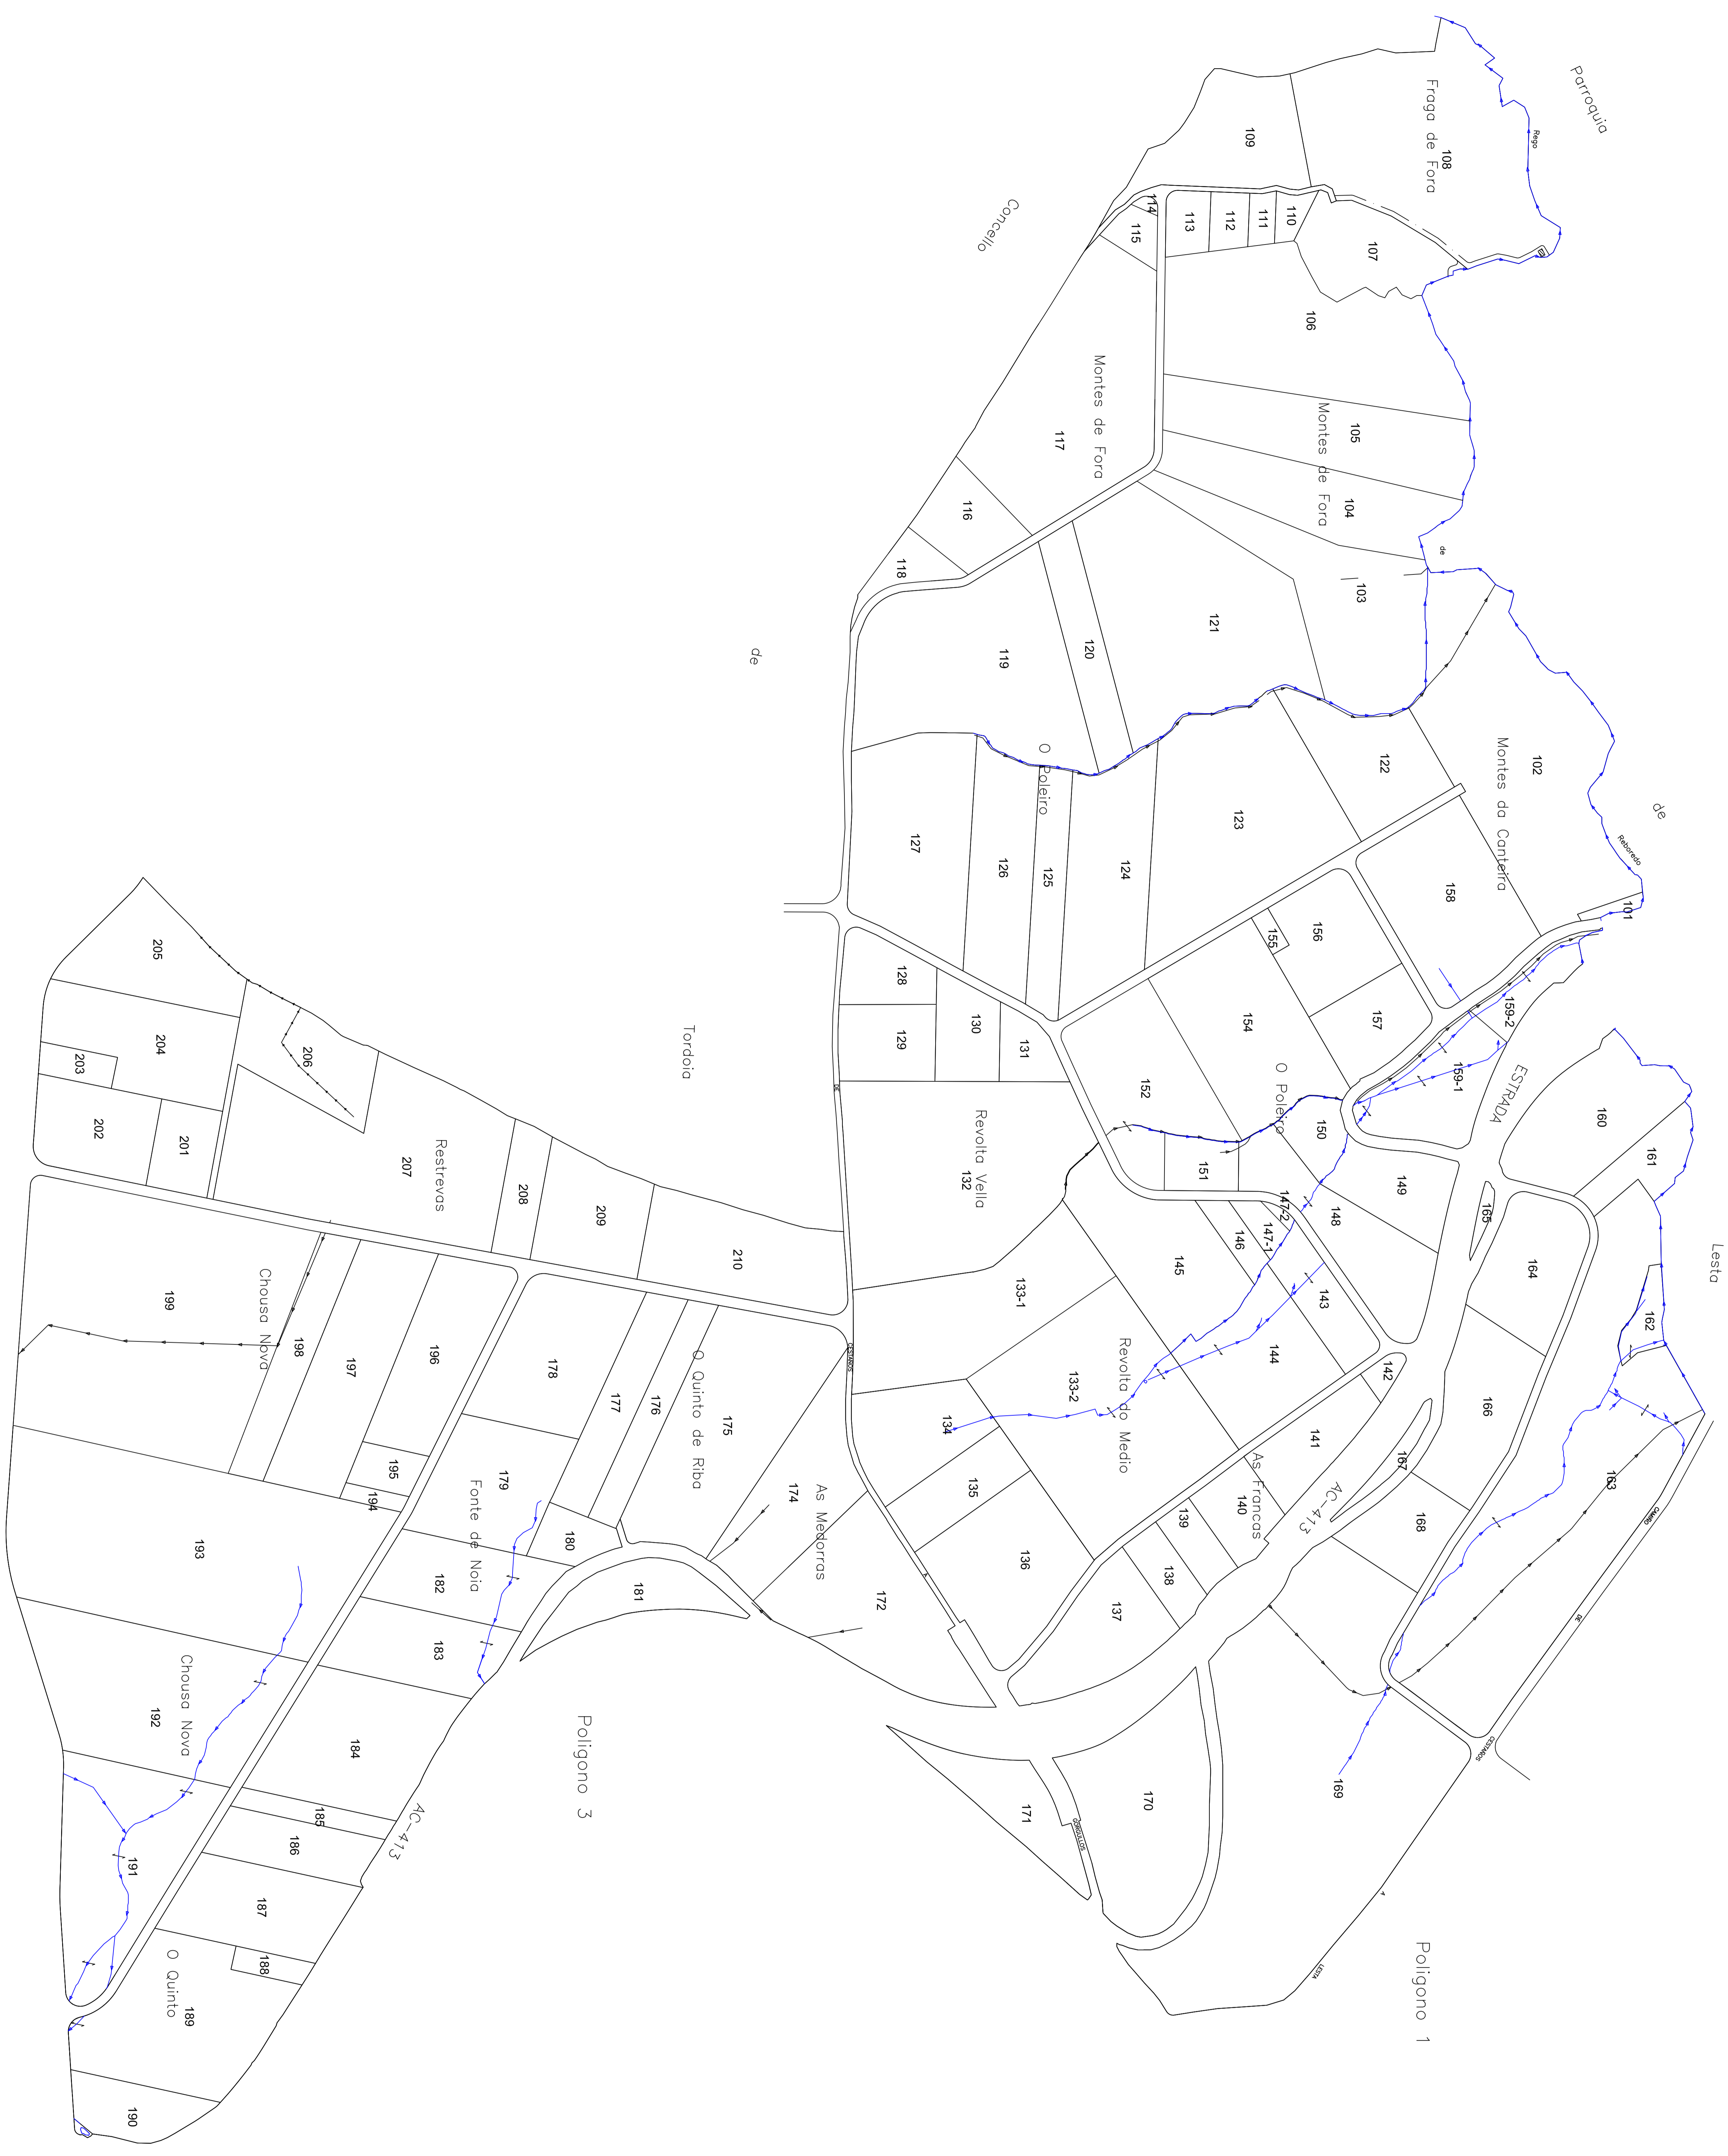 Parroquia
de
Lesta
Fraga de Fora
108
Rego
109
107
110
111
112
113
114
115
Concello
de
Tordoia
106
105
104
Montes de Fora
Montes de Fora
117
116
118
103
de
102
Montes da Canteira
101
Reboredo
119
120
121
122
123
124
125
126
127
O Poleiro
128
129
130
131
158
156
155
157
154
152
O Poleiro
151
150
149
148
147-2
147-1
146
145
143
144
142
159-2
159-1
ESTRADA
160
161
162
163
164
165
166
167
168
169
CAMIÑO
DE
CESTAÑOS
A
LESTA
Poligono 1
Revolta Vella
132
133-1
133-2
Revolta do Medio
134
135
136
137
138
139
140
141
As Francas
AC-413
170
171
GORGULLOS
DE
CESTAÑOS
A
172
174
As Medorras
175
O Quinto de Riba
176
177
178
179
180
181
182
183
Fonte de Noia
Poligono 3
AC-413
184
185
186
187
188
189
190
O Quinto
191
192
Chousa Nova
193
194
195
196
197
198
199
Chousa Nova
201
202
203
204
205
206
207
Restrevas
208
209
210